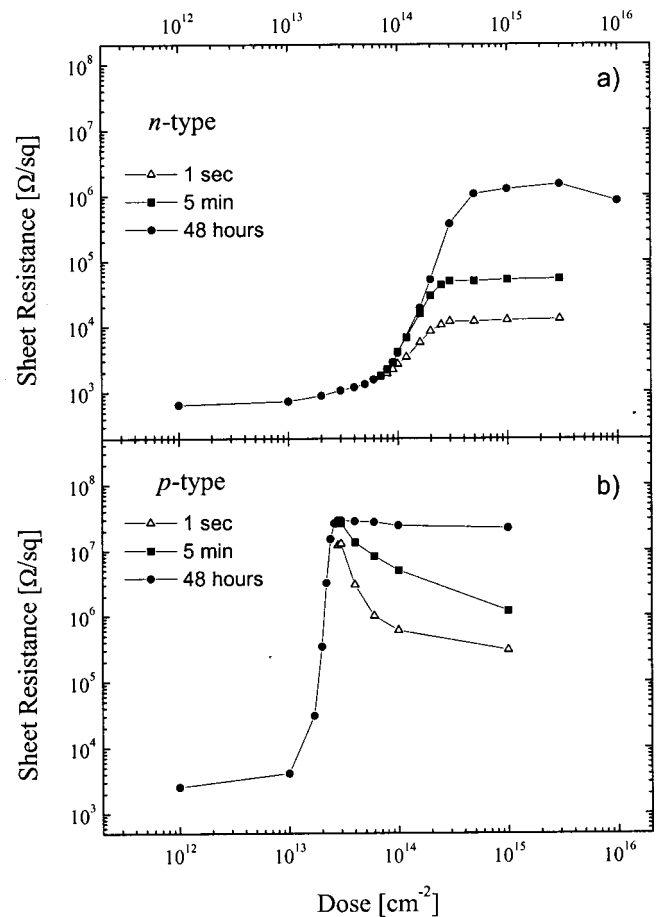 10^12 10^13 10^14 10^15 10^16
a)
n-type
1 sec
5 min
48 hours
10^8
10^7
10^6
10^5
10^4
10^3
Sheet Resistance [Ω/sq]
b)
p-type
1 sec
5 min
48 hours
10^8
10^7
10^6
10^5
10^4
10^3
Sheet Resistance [Ω/sq]
10^12 10^13 10^14 10^15 10^16
Dose [cm^-2]